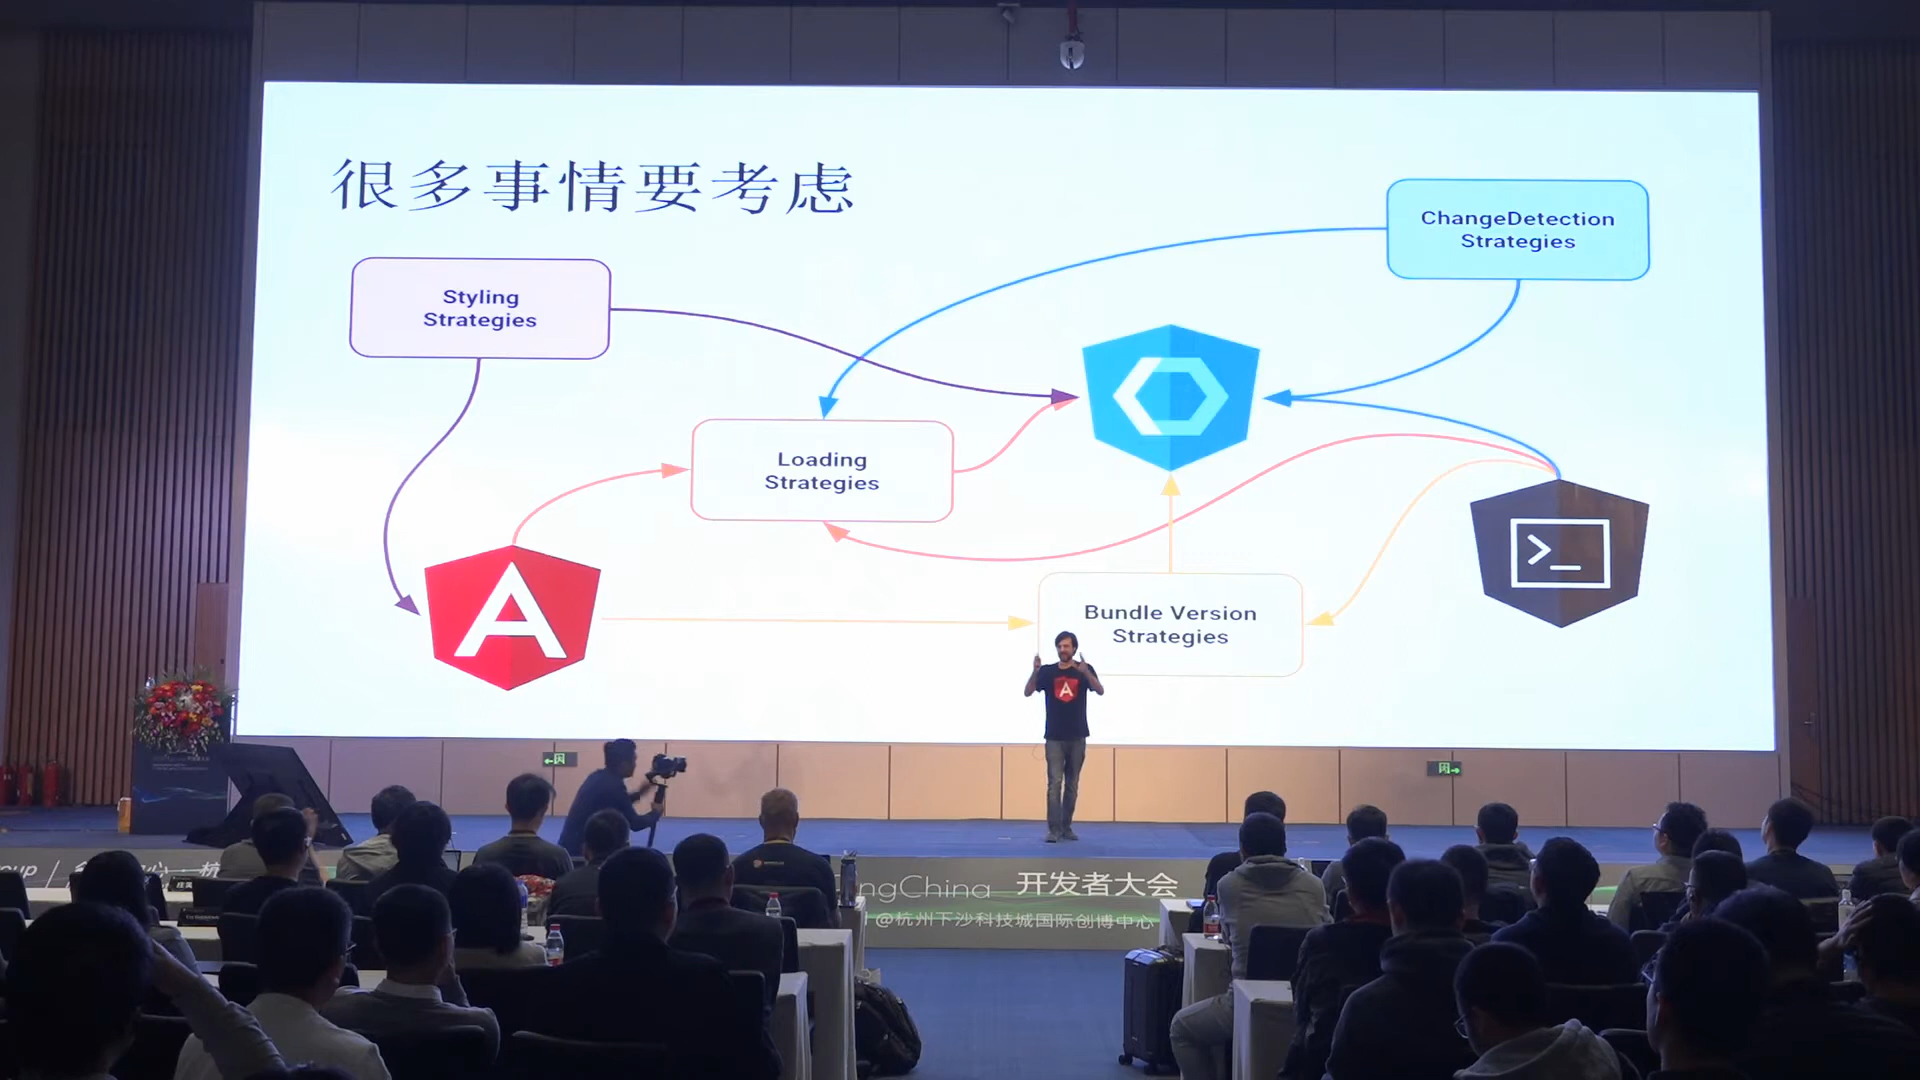 很多事情要考虑
ChangeDetection
Strategies
Styling
Strategies
Loading
Strategies
Bundle Version
Strategies
>_
A
A
ngChina 开发者大会
@杭州下沙科技城国际创博中心